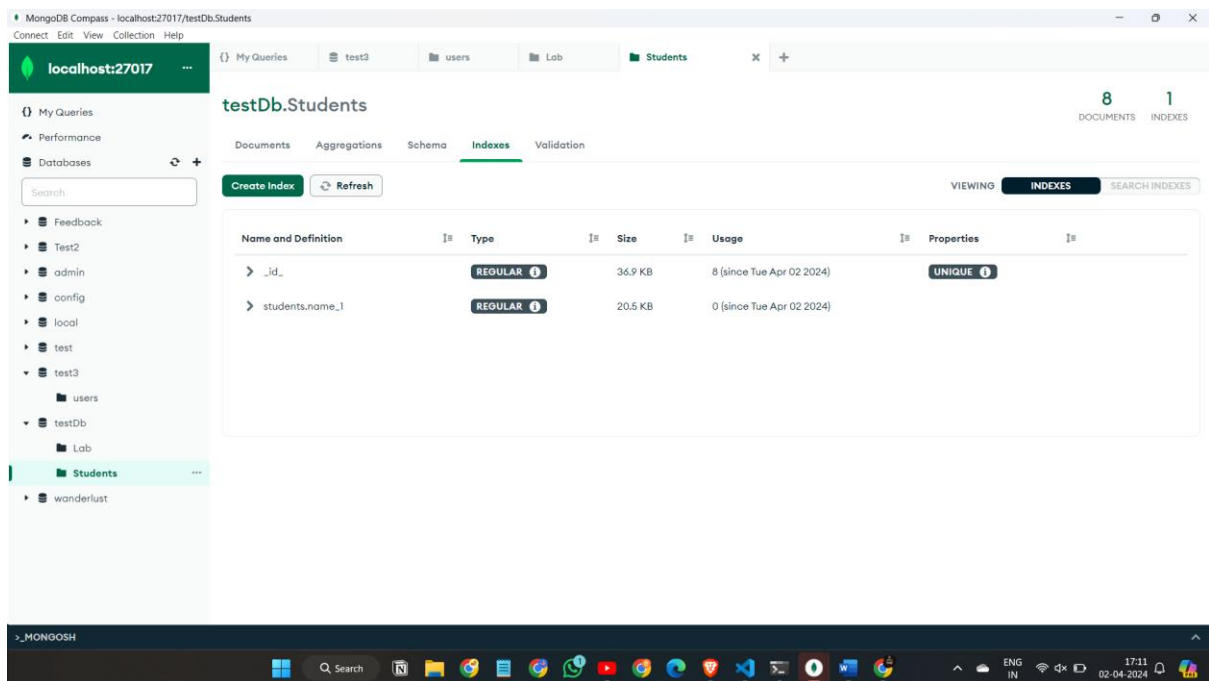 MongoDB Compass - localhost:27017/testDb.Students
Connect Edit View Collection Help
localhost:27017 ...
{} My Queries
Performance
Databases
Search
Feedback
Test2
admin
config
local
test
test3
users
testDb
Lab
Students ...
wanderlust
{} My Queries test3 users Lab Students
testDb.Students
8 1
DOCUMENTS INDEXES
Documents Aggregations Schema Indexes Validation
Create Index Refresh
VIEWING INDEXES SEARCH INDEXES
Name and Definition Type Size Usage Properties
_id_ REGULAR 36.9 KB 8 (since Tue Apr 02 2024) UNIQUE
students.name_1 REGULAR 20.5 KB 0 (since Tue Apr 02 2024)
>_MONGOSH
Search
ENG
IN
17:11
02-04-2024